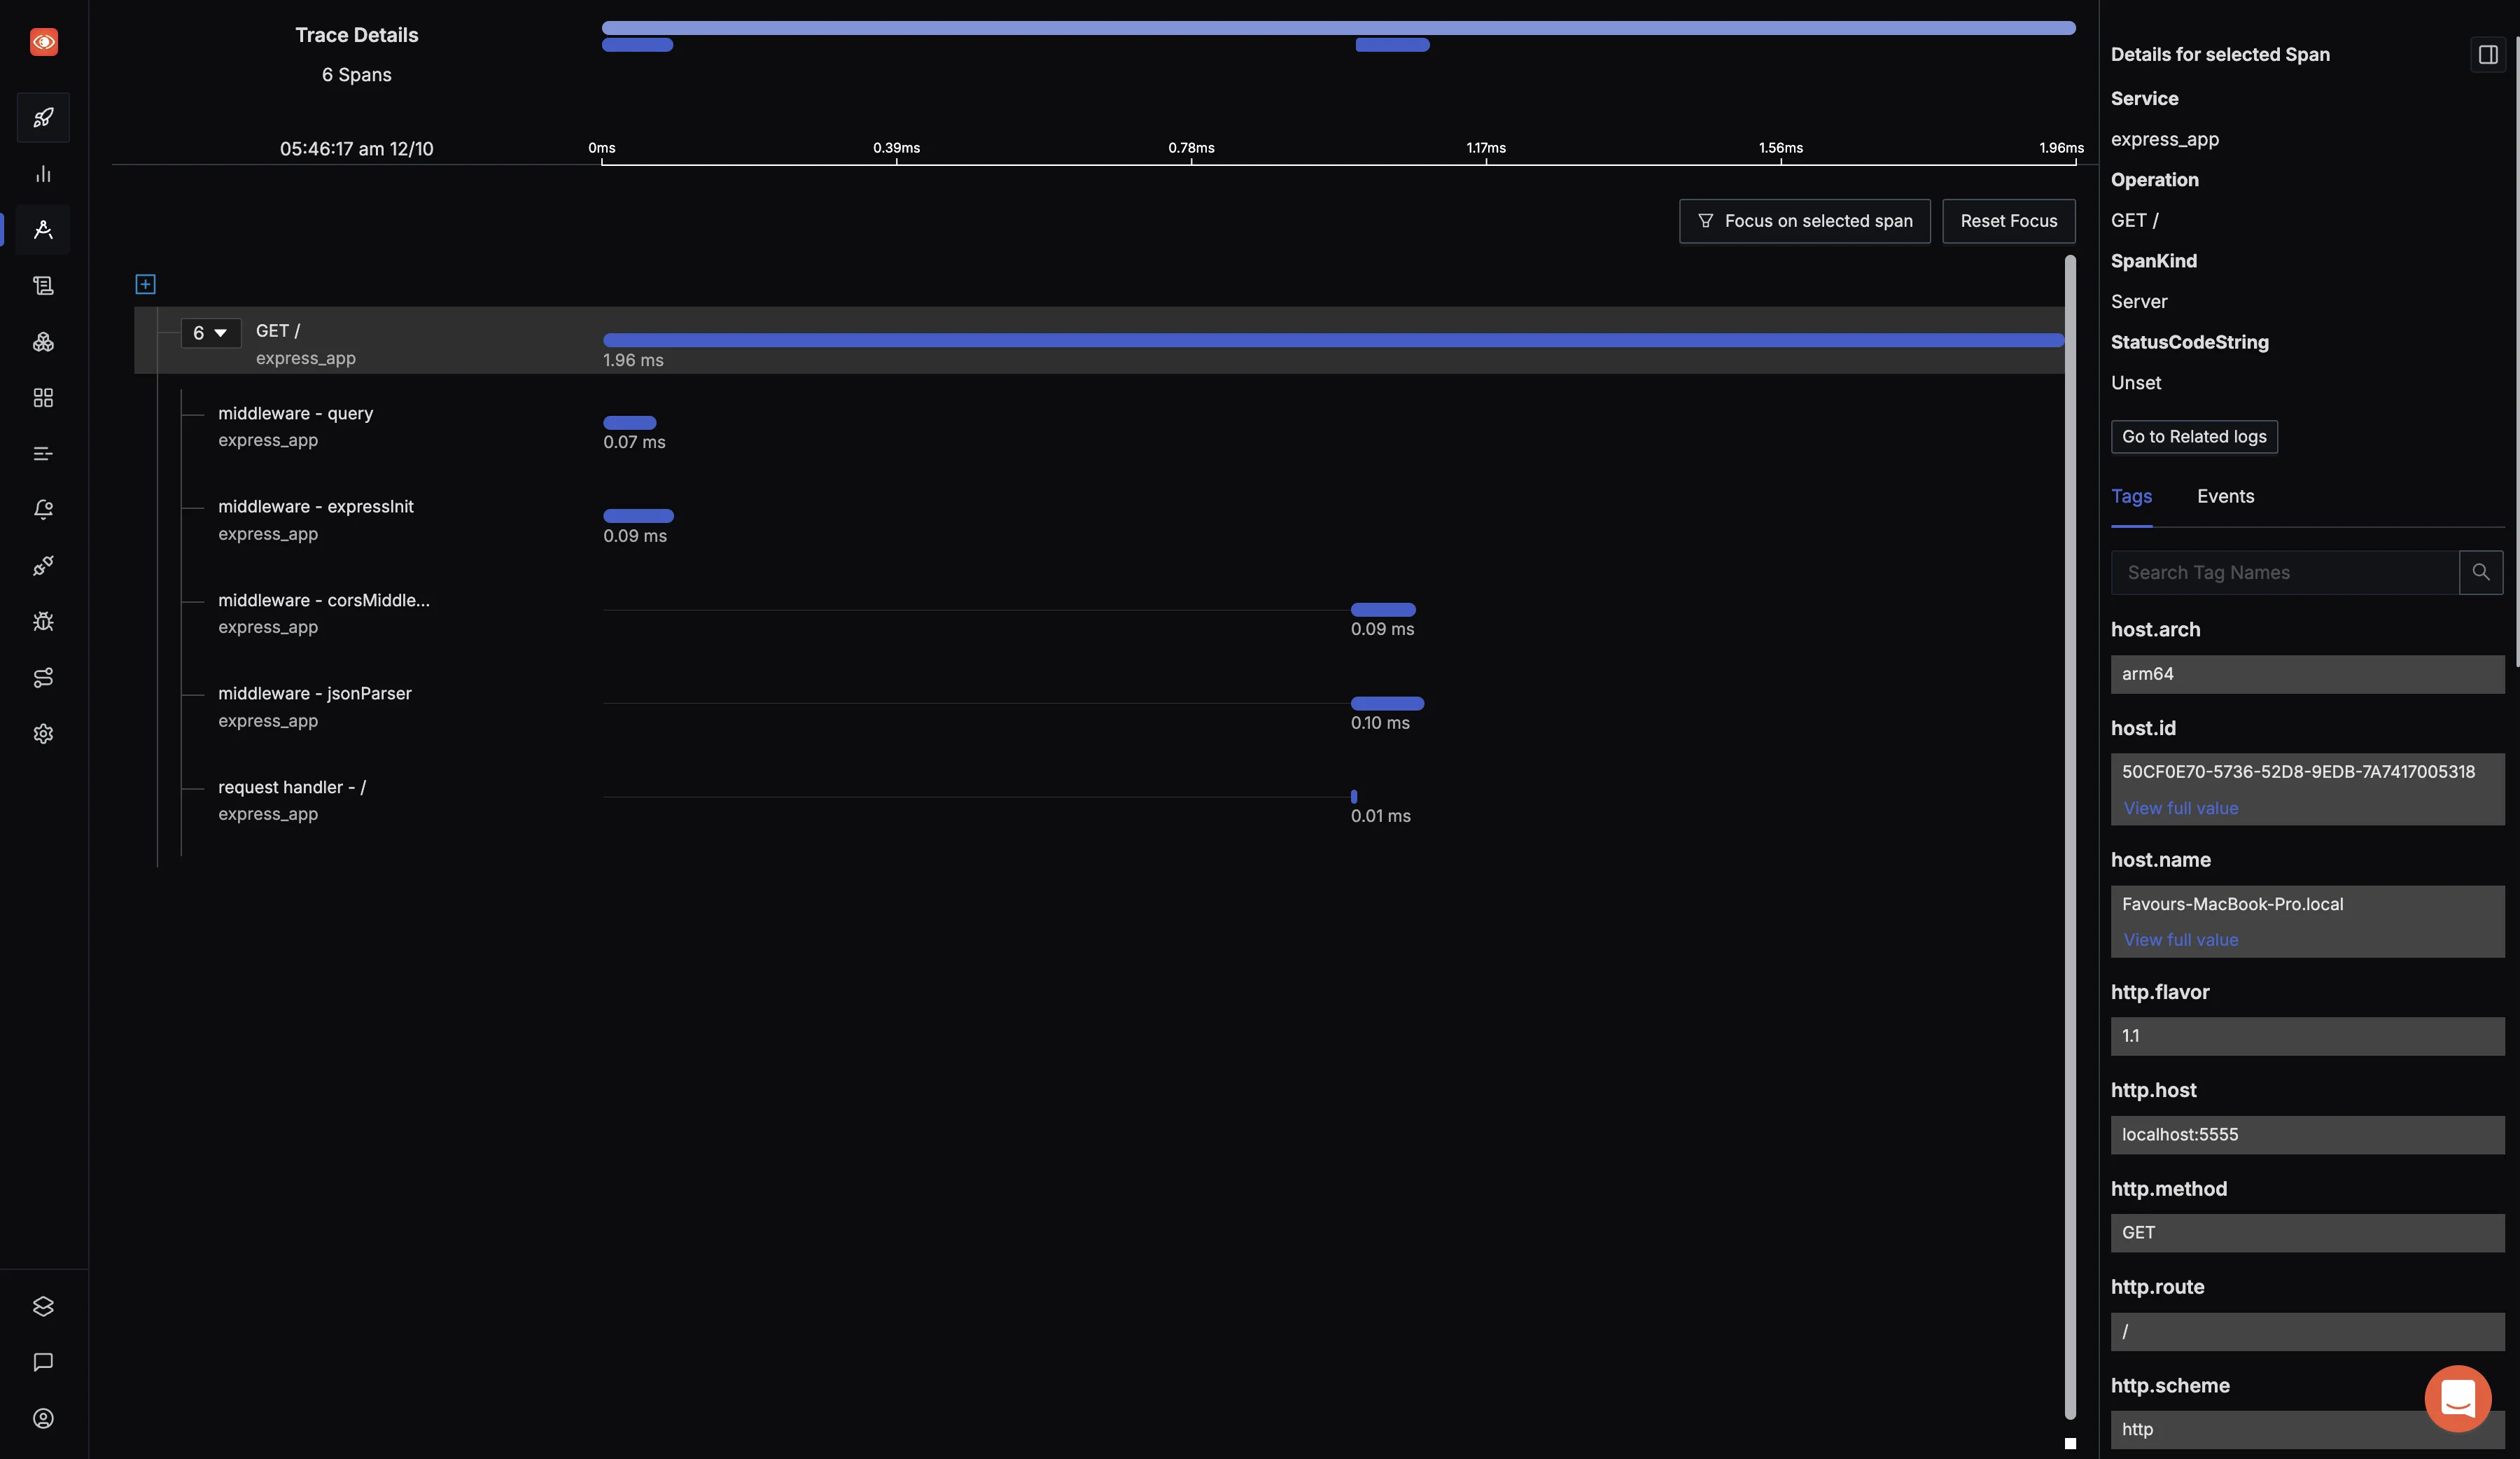 Trace Details
6 Spans
05:46:17 am 12/10
0ms
0.39ms
0.78ms
1.17ms
1.56ms
1.96ms
Focus on selected span
Reset Focus
6
GET /
express_app
1.96 ms
middleware - query
express_app
0.07 ms
middleware - expressInit
express_app
0.09 ms
middleware - corsMiddle...
express_app
0.09 ms
middleware - jsonParser
express_app
0.10 ms
request handler - /
express_app
0.01 ms
Details for selected Span
Service
express_app
Operation
GET /
SpanKind
Server
StatusCodeString
Unset
Go to Related logs
Tags
Events
Search Tag Names
host.arch
arm64
host.id
50CF0E70-5736-52D8-9EDB-7A7417005318
View full value
host.name
Favours-MacBook-Pro.local
View full value
http.flavor
1.1
http.host
localhost:5555
http.method
GET
http.route
/
http.scheme
http